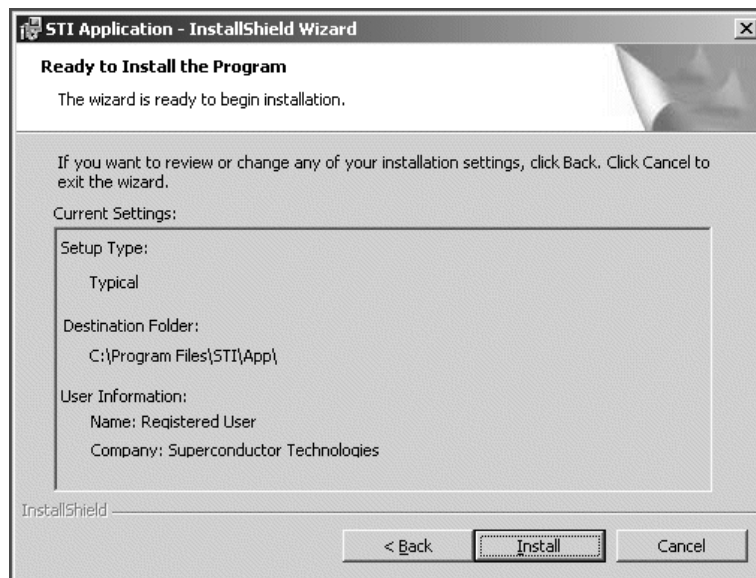 STI Application - InstallShield Wizard
Ready to Install the Program
The wizard is ready to begin installation.
If you want to review or change any of your installation settings, click Back. Click Cancel to
exit the wizard.
Current Settings:
Setup Type:
Typical
Destination Folder:
C:\Program Files\STI\App\
User Information:
Name: Registered User
Company: Superconductor Technologies
InstallShield
< Back Install Cancel